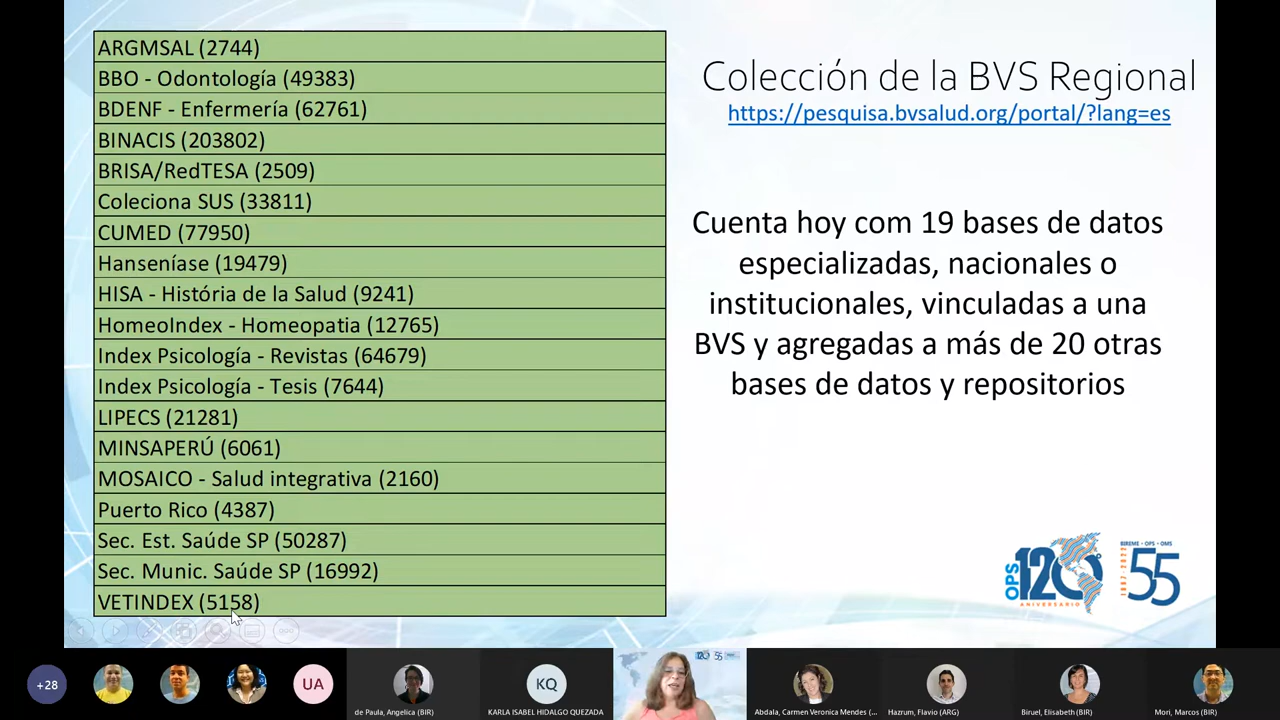 ARGMSAL (2744)
BBO - Odontología (49383)
BDENF - Enfermería (62761)
BINACIS (203802)
BRISA/RedTESA (2509)
Coleciona SUS (33811)
CUMED (77950)
Hanseníase (19479)
HISA - História de la Salud (9241)
HomeoIndex - Homeopatia (12765)
Index Psicología - Revistas (64679)
Index Psicología - Tesis (7644)
LIPECS (21281)
MINSAPERÚ (6061)
MOSAICO - Salud integrativa (2160)
Puerto Rico (4387)
Sec. Est. Saúde SP (50287)
Sec. Munic. Saúde SP (16992)
VETINDEX (5158)
Colección de la BVS Regional
https://pesquisa.bvsalud.org/portal/?lang=es
Cuenta hoy com 19 bases de datos
especializadas, nacionales o
institucionales, vinculadas a una
BVS y agregadas a más de 20 otras
bases de datos y repositorios
OPS 120
ANIVERSARIO
BIREME • OPS • OMS
1967 - 2022
55
+28
UA
KQ
de Paula, Angelica (BIR)
KARLA ISABEL HIDALGO QUEZADA
Abdala, Carmen Veronica Mendes (...
Hazrum, Flavio (ARG)
Biruel, Elisabeth (BIR)
Mori, Marcos (BIR)